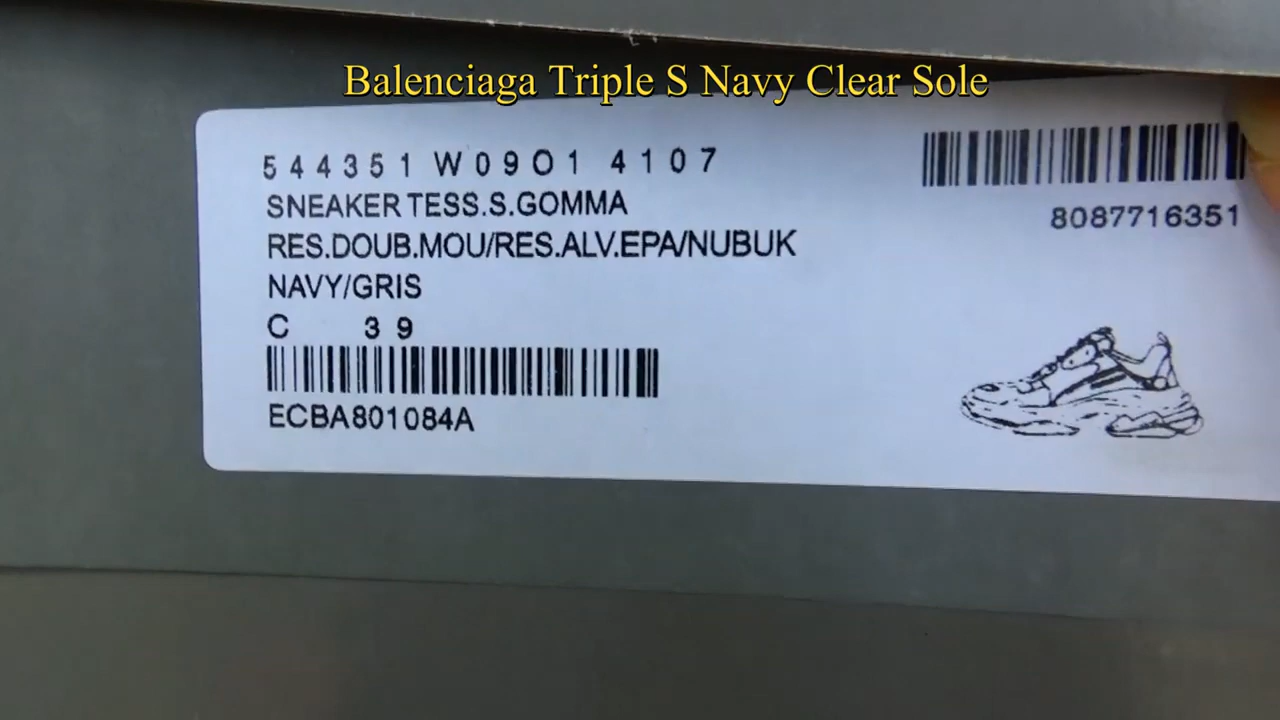 Balenciaga Triple S Navy Clear Sole
544351 W09O1 4107
SNEAKER TESS.S.GOMMA
RES.DOUB.MOU/RES.ALV.EPA/NUBUK
NAVY/GRIS
C 39
ECBA801084A
8087716351